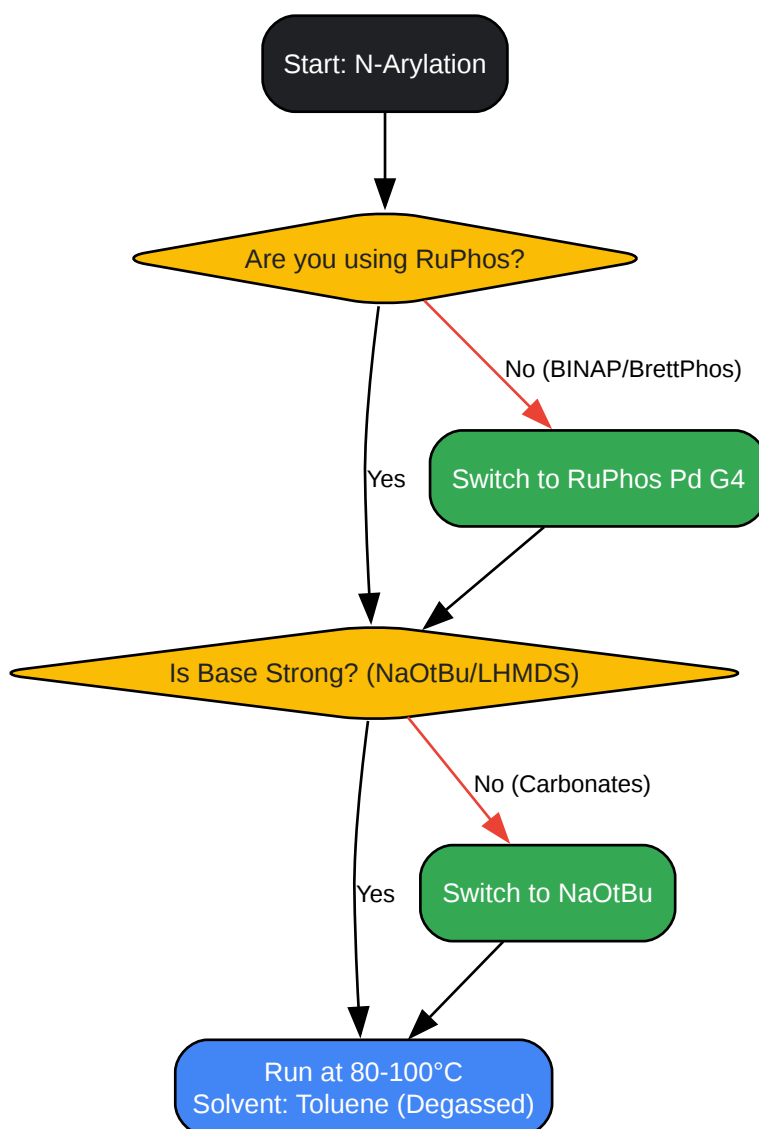 Start: N-Arylation
Are you using RuPhos?
No (BINAP/BrettPhos)
Yes
Switch to RuPhos Pd G4
Is Base Strong? (NaOtBu/LHMDS)
No (Carbonates)
Yes
Switch to NaOtBu
Run at 80-100°C
Solvent: Toluene (Degassed)